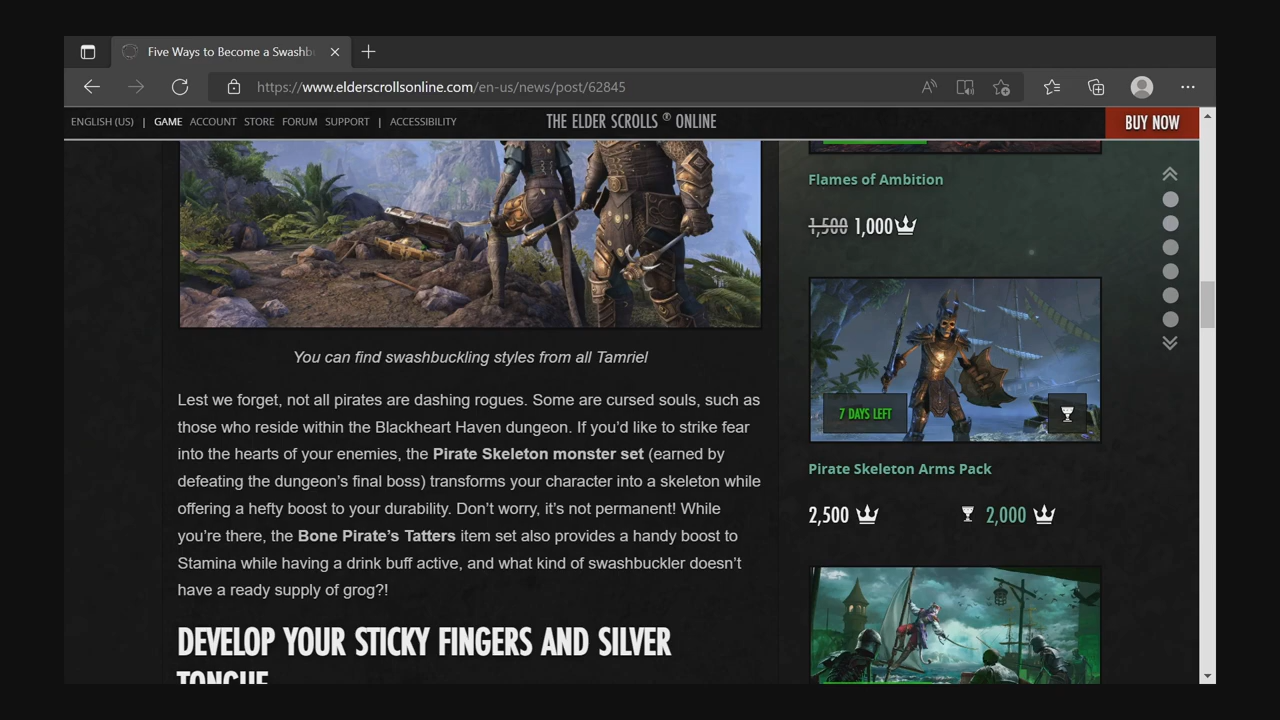 Five Ways to Become a Swashb
https://www.elderscrollsonline.com/en-us/news/post/62845
ENGLISH (US) | GAME ACCOUNT STORE FORUM SUPPORT | ACCESSIBILITY
THE ELDER SCROLLS ® ONLINE
BUY NOW
You can find swashbuckling styles from all Tamriel
Lest we forget, not all pirates are dashing rogues. Some are cursed souls, such as
those who reside within the Blackheart Haven dungeon. If you’d like to strike fear
into the hearts of your enemies, the Pirate Skeleton monster set (earned by
defeating the dungeon’s final boss) transforms your character into a skeleton while
offering a hefty boost to your durability. Don’t worry, it’s not permanent! While
you’re there, the Bone Pirate’s Tatters item set also provides a handy boost to
Stamina while having a drink buff active, and what kind of swashbuckler doesn’t
have a ready supply of grog?!
DEVELOP YOUR STICKY FINGERS AND SILVER
TONGUE
Flames of Ambition
1,500 1,000
7 DAYS LEFT
Pirate Skeleton Arms Pack
2,500 2,000